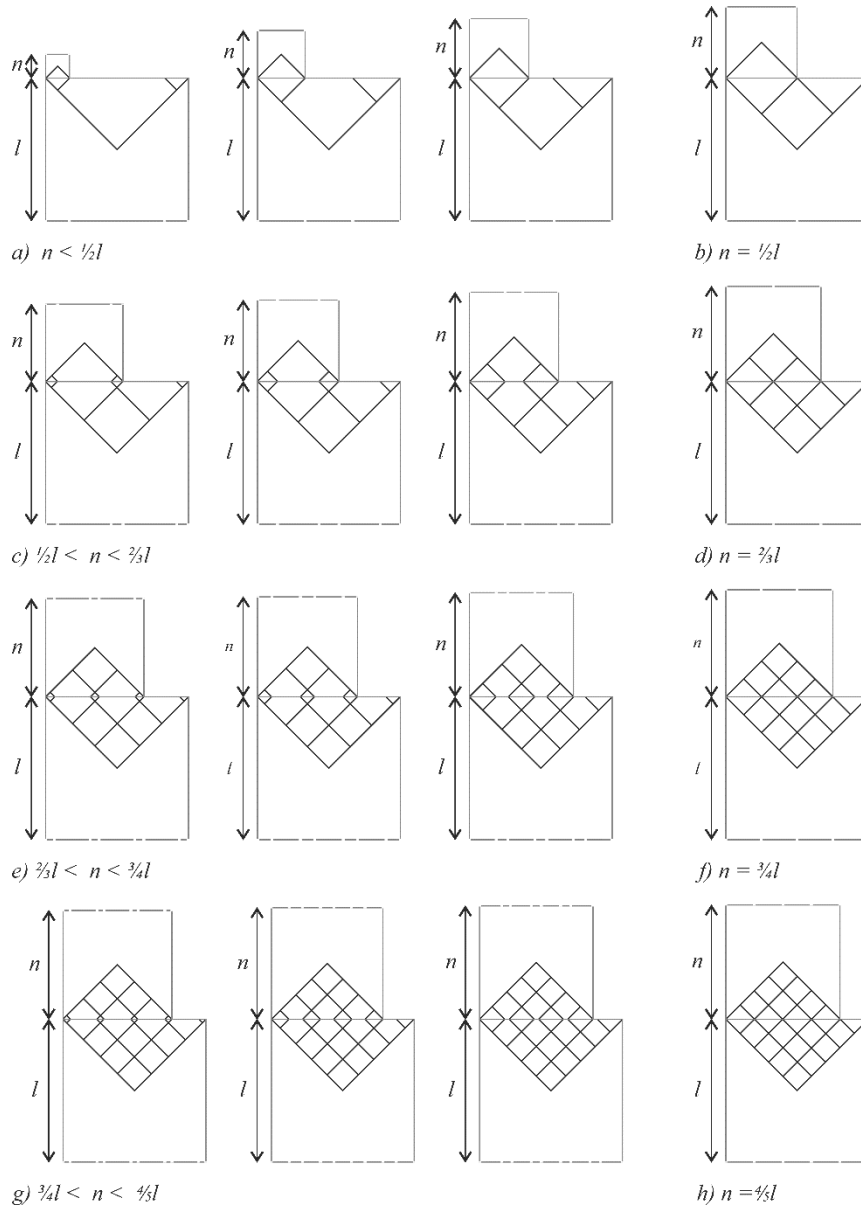 n n n n
l l l l
a) n < ½l b) n = ½l
n n n n
l l l l
c) ½l < n < ⅔l d) n = ⅔l
n n n n
l l l l
e) ⅔l < n < ¾l f) n = ¾l
n n n n
l l l l
g) ¾l < n < ⅘l h) n =⅘l